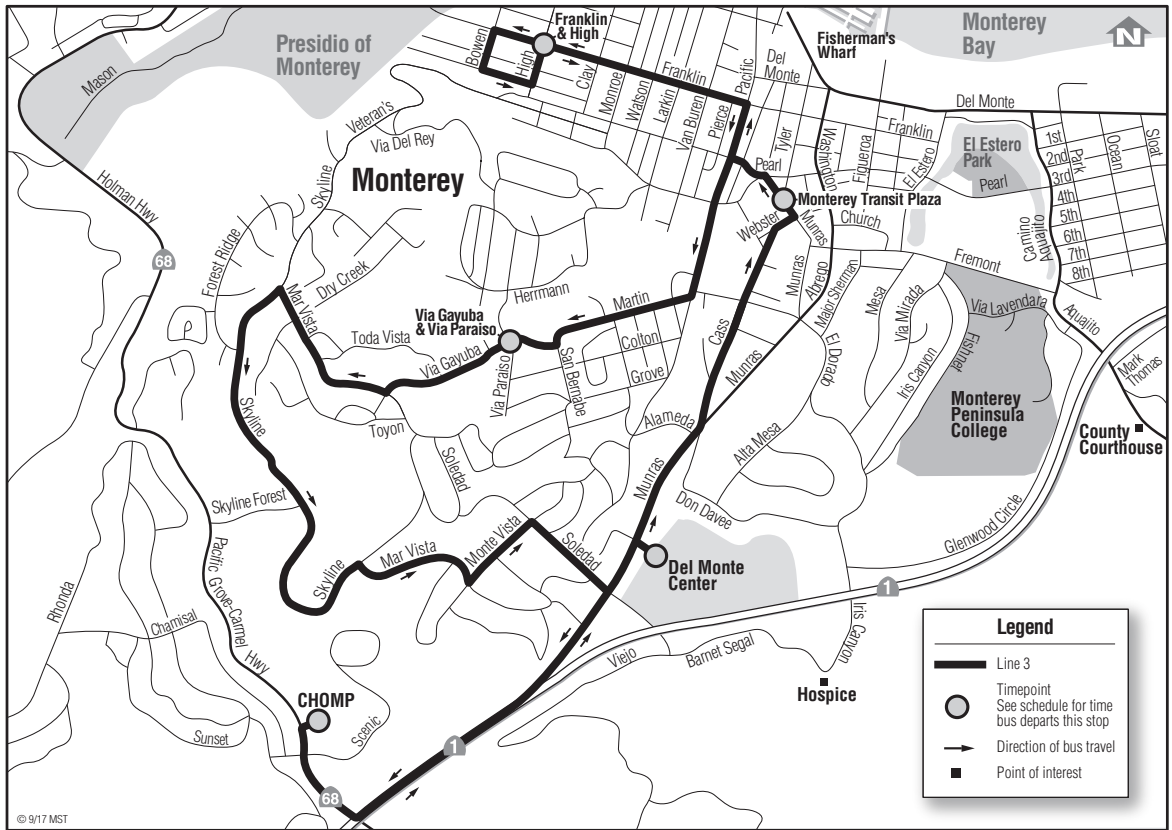 Franklin
& High
Monterey
Bay
N
Fisherman's
Wharf
Presidio of
Monterey
Mason
Bowen
High
Clay
Monroe
Watson
Larkin
Van Buren
Pierce
Franklin
Pacific
Del
Monte
Del Monte
Franklin
Tyler
Washington
Figueroa
El Estero
El Estero
Park
Pearl
1st
2nd
3rd
4th
5th
6th
7th
8th
Park
Ocean
Sloat
Camino
Aguajito
Veteran's
Via Del Rey
Skyline
Monterey
Pearl
Monterey Transit Plaza
Webster
Munras
Church
Holman Hwy
68
Forest Ridge
Mar Vista
Dry Creek
Herrmann
Martin
Via Gayuba
& Via Paraiso
Toda Vista
Via Gayuba
Via Paraiso
San Bernabe
Colton
Grove
Cass
Munras
Munras
Abrego
Major Sherman
Mesa
Via Mirada
El Dorado
Iris Canyon
Fremont
Via Lavendara
Fishnet
Aguajito
Mark
Thomas
Monterey
Peninsula
College
County
Courthouse
Skyline
Toyon
Soledad
Alameda
Alta Mesa
Munras
Don Davee
Skyline Forest
Skyline
Mar Vista
Monte Vista
Soledad
Del Monte
Center
Glenwood Circle
1
Iris Canyon
Rhonda
Chamisal
Pacific
Grove-Carmel
Hwy
CHOMP
Scenic
Sunset
Viejo
Barnet Segal
Hospice
1
68
Legend
Line 3
Timepoint
See schedule for time
bus departs this stop
Direction of bus travel
Point of interest
© 9/17 MST